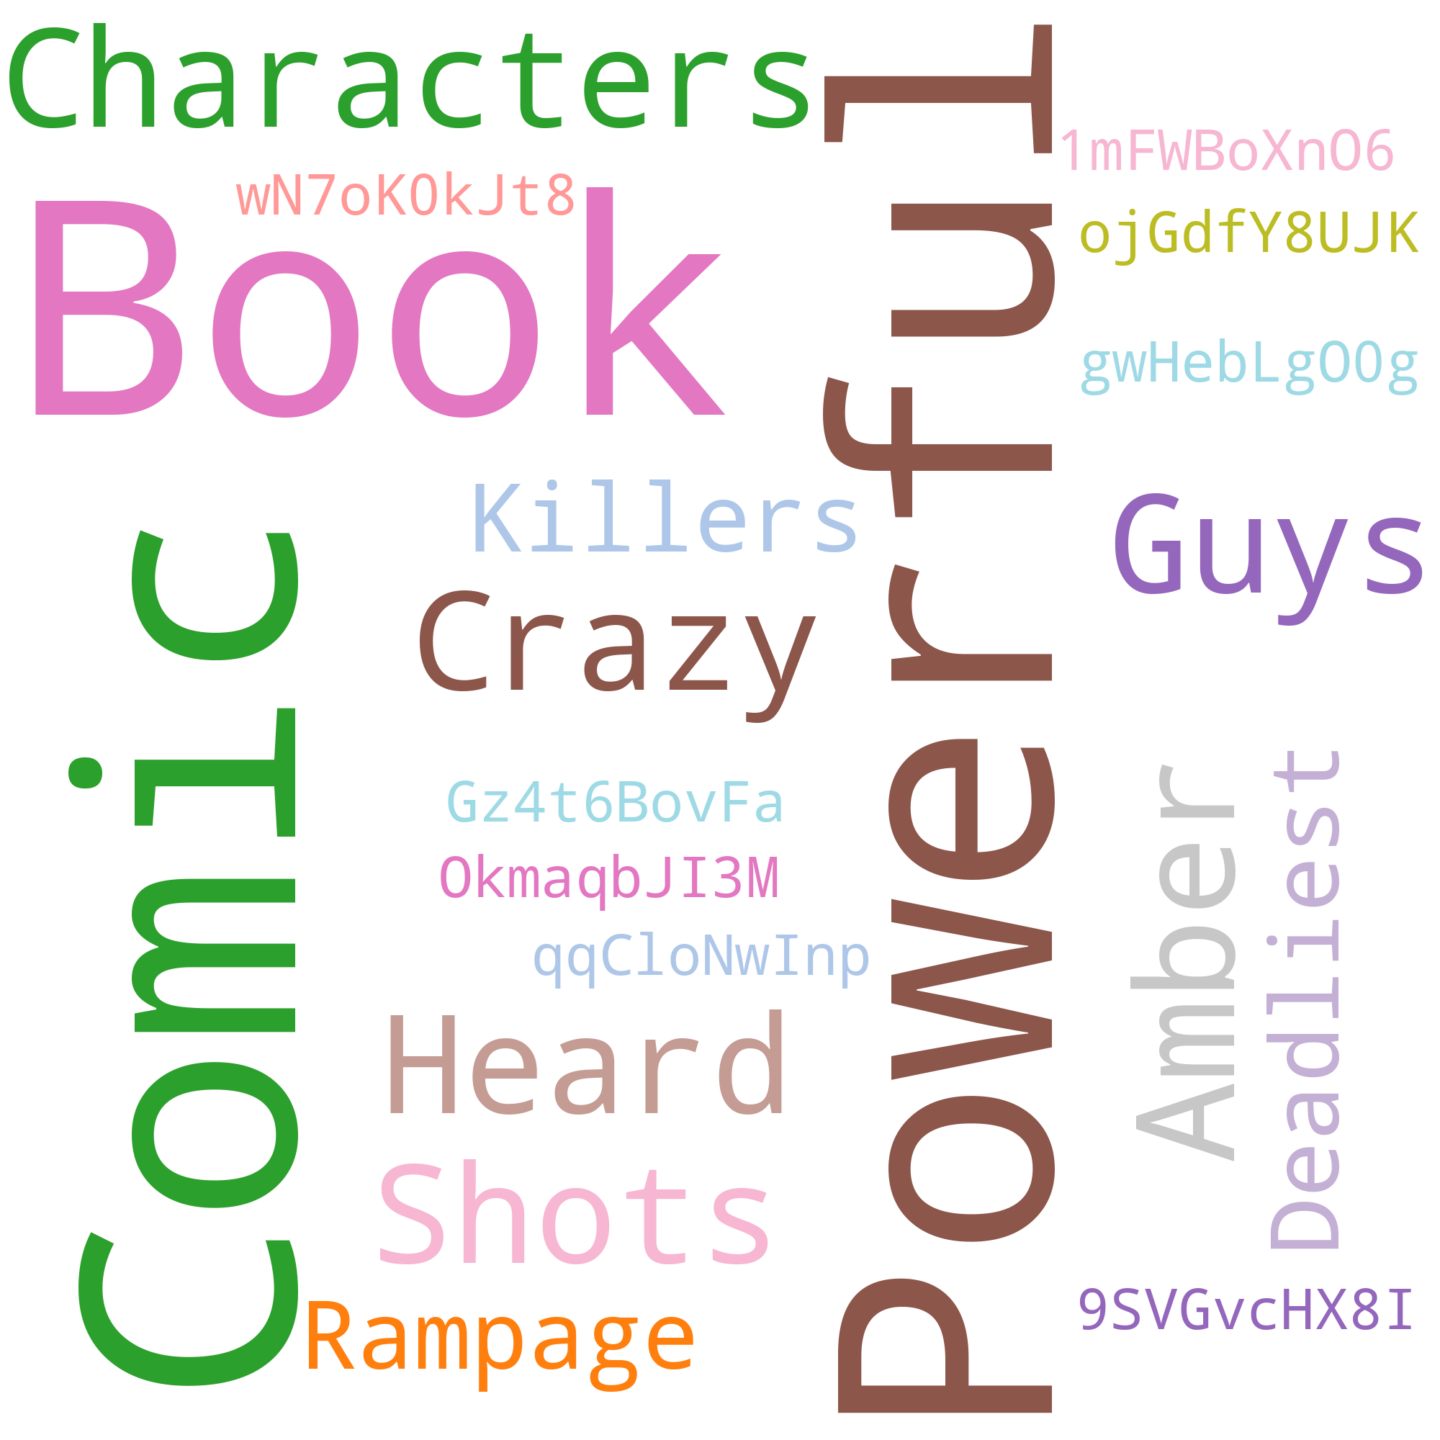 Characters
wN7oK0kJt8
Book
Powerful
1mFWBoXnO6
ojGdfY8UJK
gwHebLgO0g
Killers
Guys
Crazy
Comic
Gz4t6BovFa
OkmaqbJI3M
qqCloNwInp
Amber
Deadliest
Heard
Shots
Rampage
9SVGvcHX8I